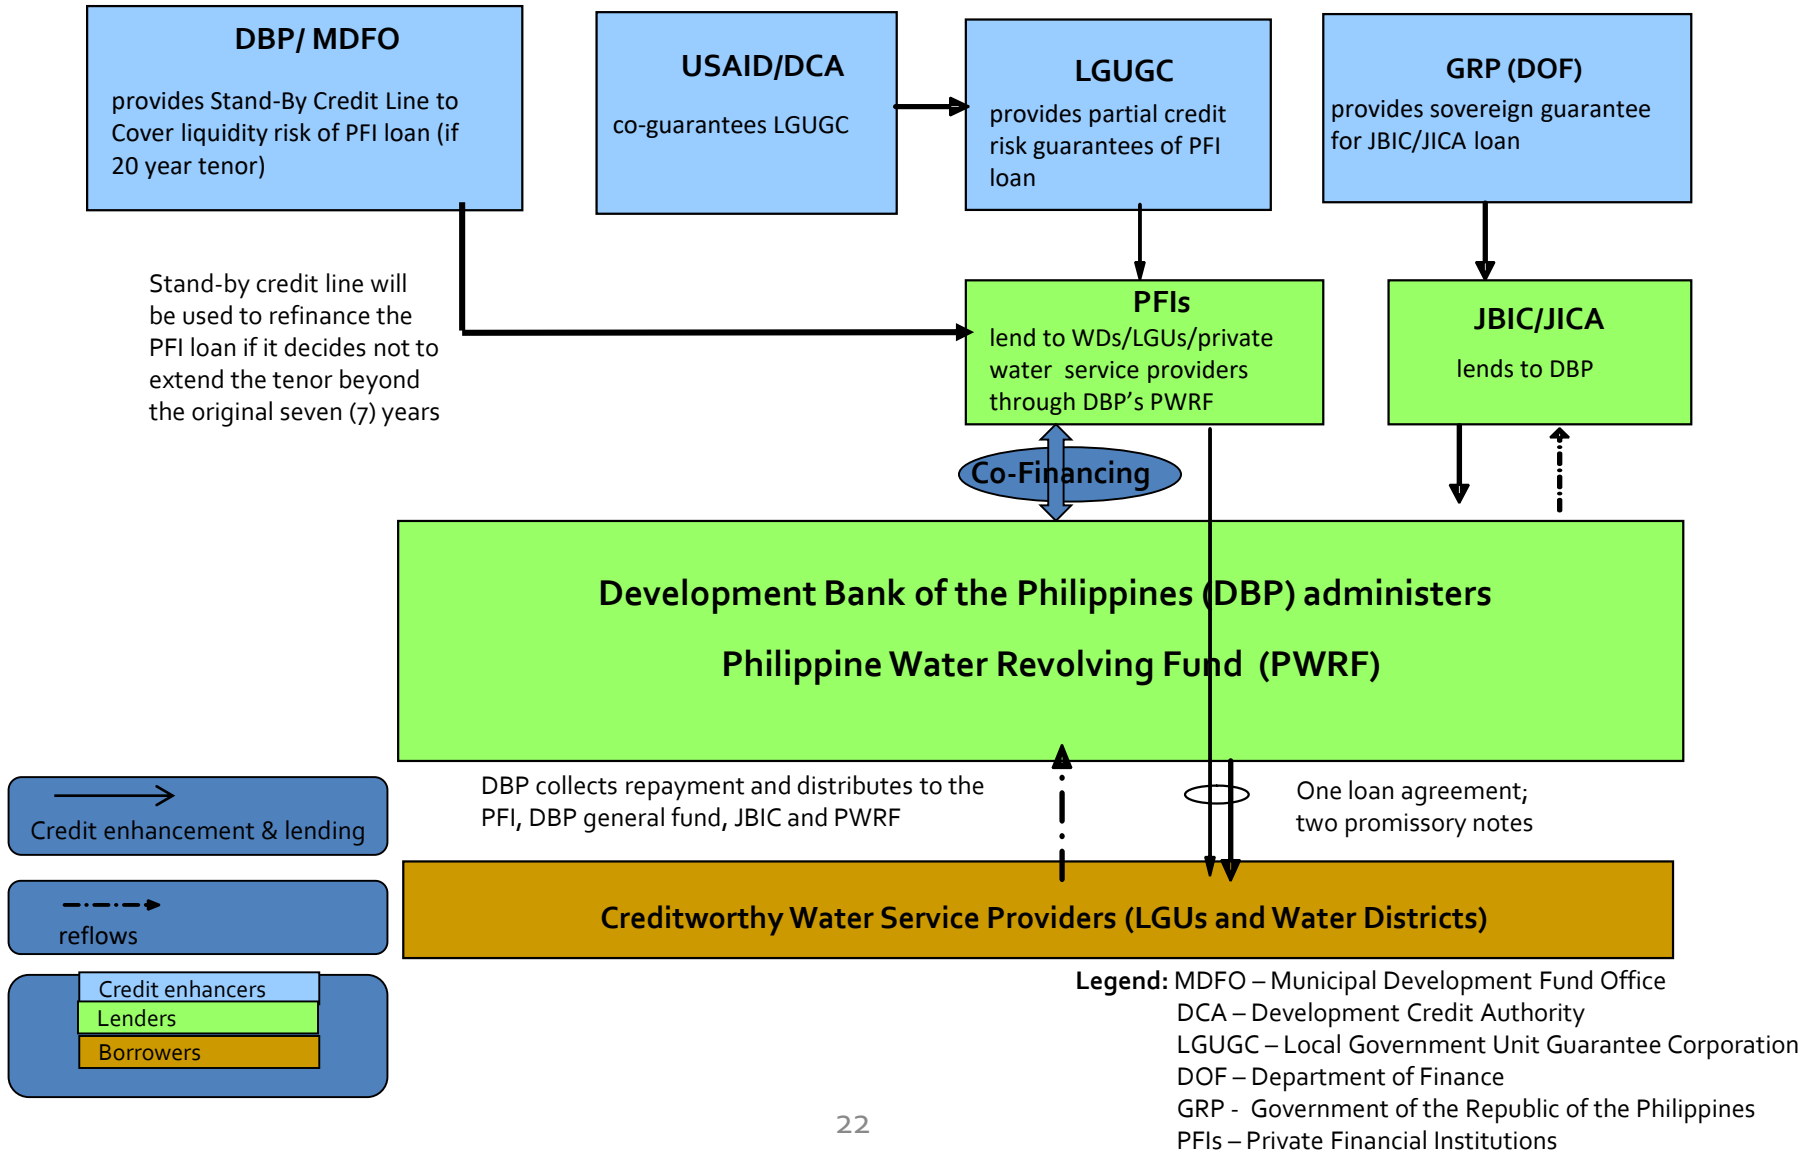 DBP/ MDFO
provides Stand-By Credit Line to
Cover liquidity risk of PFI loan (if
20 year tenor)
USAID/DCA
co-guarantees LGUGC
LGUGC
provides partial credit
risk guarantees of PFI
loan
GRP (DOF)
provides sovereign guarantee
for JBIC/JICA loan
Stand-by credit line will
be used to refinance the
PFI loan if it decides not to
extend the tenor beyond
the original seven (7) years
PFIs
lend to WDs/LGUs/private
water service providers
through DBP’s PWRF
JBIC/JICA
lends to DBP
Co-Financing
Development Bank of the Philippines (DBP) administers
Philippine Water Revolving Fund (PWRF)
DBP collects repayment and distributes to the
PFI, DBP general fund, JBIC and PWRF
One loan agreement;
two promissory notes
Credit enhancement & lending
reflows
Credit enhancers
Lenders
Borrowers
Creditworthy Water Service Providers (LGUs and Water Districts)
Legend: MDFO – Municipal Development Fund Office
DCA – Development Credit Authority
LGUGC – Local Government Unit Guarantee Corporation
DOF – Department of Finance
GRP - Government of the Republic of the Philippines
PFIs – Private Financial Institutions
22